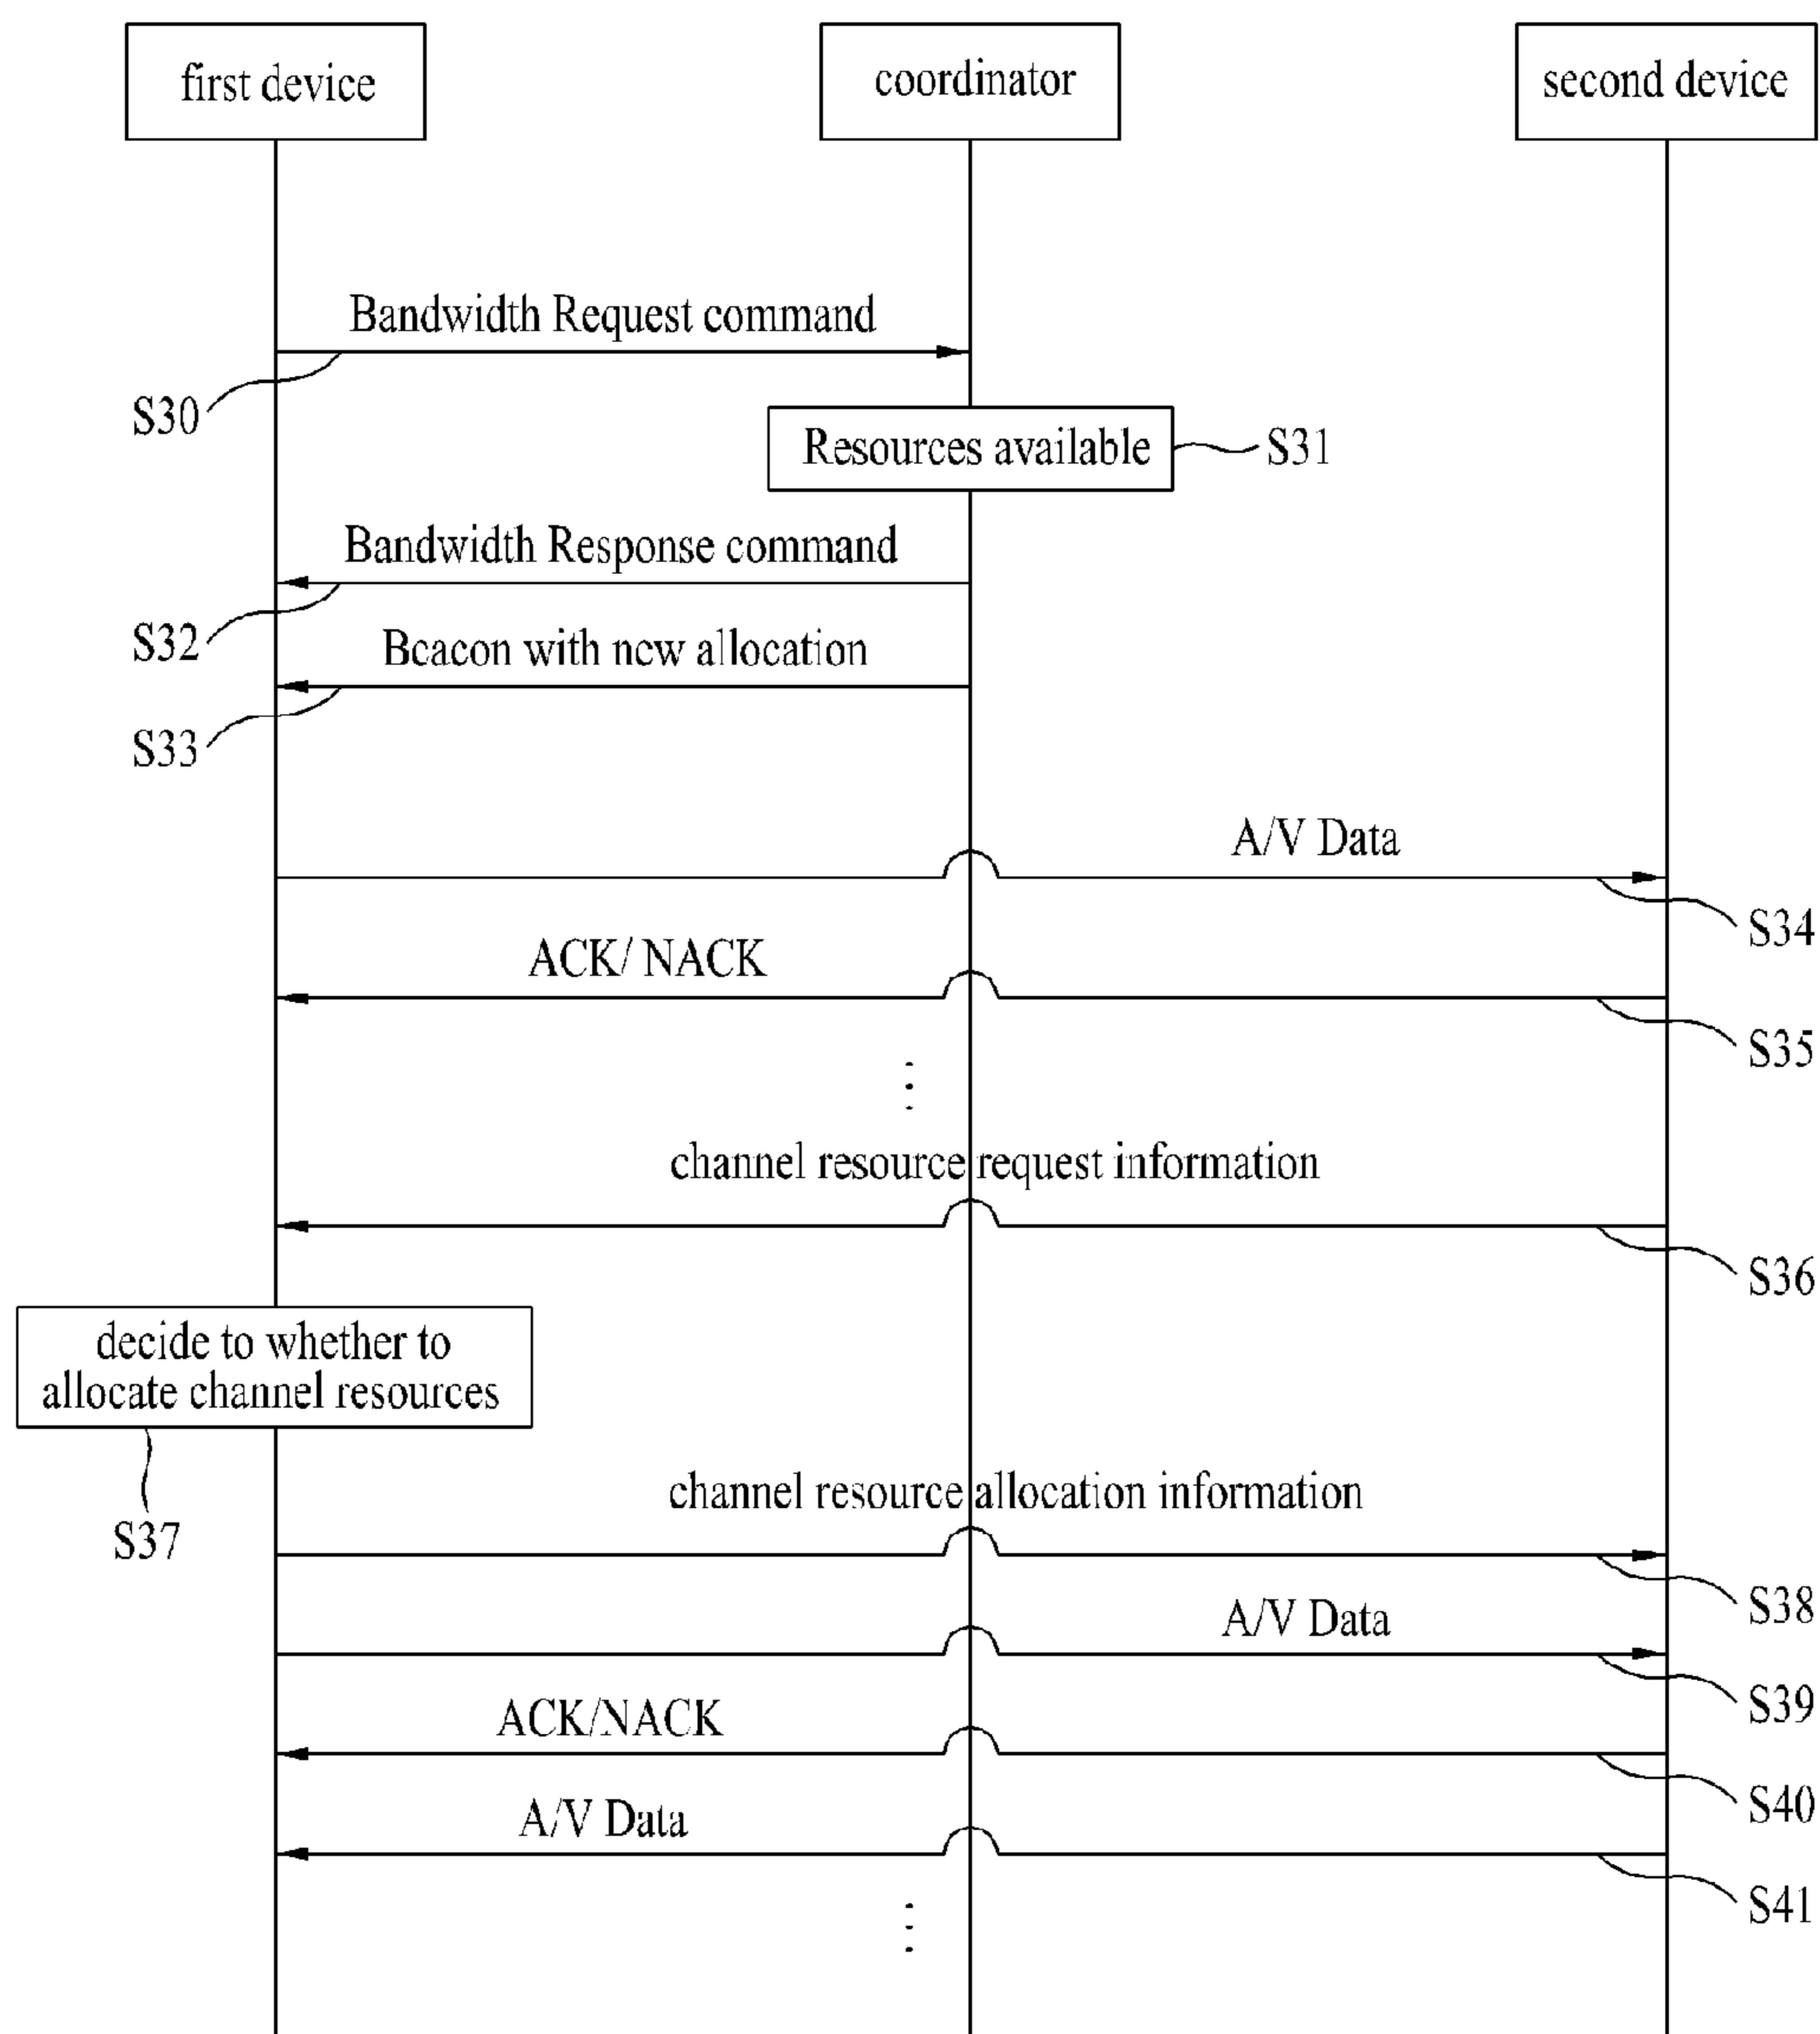 first device
coordinator
second device
Bandwidth Request command
S30
Resources available
S31
Bandwidth Response command
S32
Beacon with new allocation
S33
A/V Data
S34
ACK/ NACK
S35
channel resource request information
S36
decide to whether to
allocate channel resources
S37
channel resource allocation information
S38
A/V Data
S39
ACK/NACK
S40
A/V Data
S41